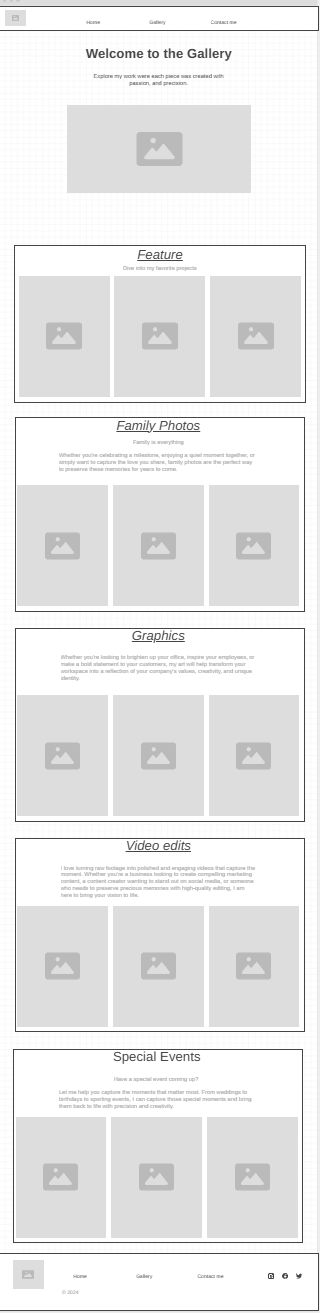 Home Gallery Contact me
Welcome to the Gallery
Explore my work were each piece was created with
passion, and precision.
Feature
Dive into my favorite projects
Family Photos
Family is everything
Whether you're celebrating a milestone, enjoying a quiet moment together, or
simply want to capture the love you share, family photos are the perfect way
to preserve these memories for years to come.
Graphics
Whether you're looking to brighten up your office, inspire your employees, or
make a bold statement to your customers, my art will help transform your
workspace into a reflection of your company's values, creativity, and unique
identity.
Video edits
I love turning raw footage into polished and engaging videos that capture the
moment. Whether you're a business looking to create compelling marketing
content, a content creator wanting to stand out on social media, or someone
who needs to preserve precious memories with high-quality editing, I am
here to bring your vision to life.
Special Events
Have a special event coming up?
Let me help you capture the moments that matter most. From weddings to
birthdays to sporting events, I can capture those special moments and bring
them back to life with precision and creativity.
Home Gallery Contact me
© 2024